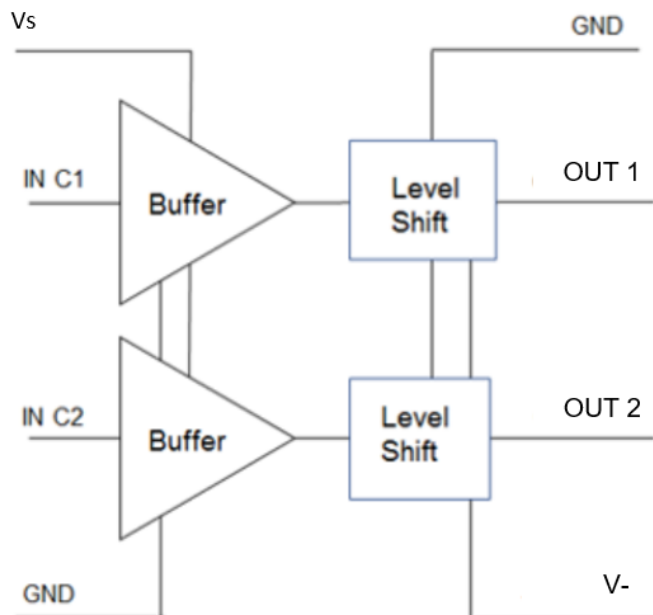 Vs
GND
IN C1
Buffer
Level
Shift
OUT 1
IN C2
Buffer
Level
Shift
OUT 2
GND
V-